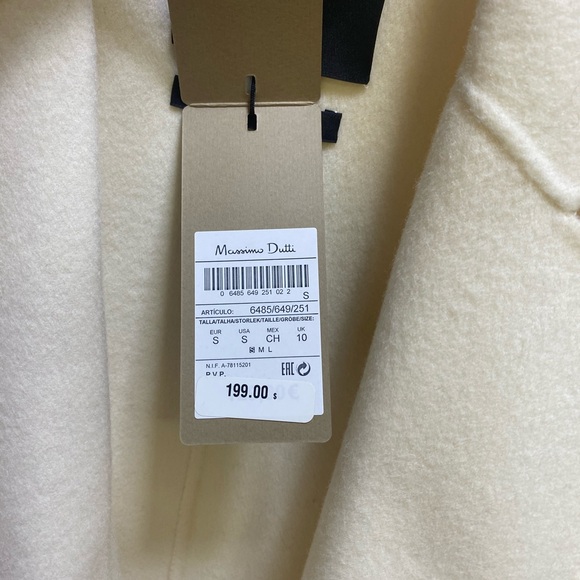 Massimo Dutti
0 6485 649 251 02 2
S
ARTÍCULO: 6485/649/251
TALLA/TALHA/STORLEK/TAILLE/GRÖßE/SIZE:
EUR USA MEX UK
S S CH 10
M L
N.I.F. A-78115201 EAC
P.V.P.
199.00 $